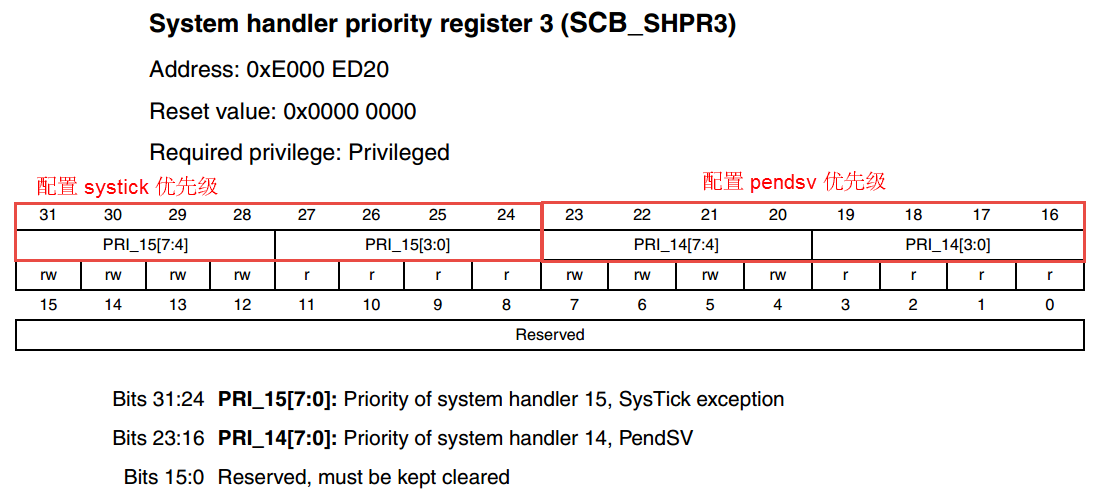 System handler priority register 3 (SCB_SHPR3)
Address: 0xE000 ED20
Reset value: 0x0000 0000
Required privilege: Privileged
配置 systick 优先级 配置 pendsv 优先级
31 30 29 28 27 26 25 24 23 22 21 20 19 18 17 16
PRI_15[7:4] PRI_15[3:0] PRI_14[7:4] PRI_14[3:0]
rw rw rw rw r r r r rw rw rw rw r r r r
15 14 13 12 11 10 9 8 7 6 5 4 3 2 1 0
Reserved
Bits 31:24 PRI_15[7:0]: Priority of system handler 15, SysTick exception
Bits 23:16 PRI_14[7:0]: Priority of system handler 14, PendSV
Bits 15:0 Reserved, must be kept cleared